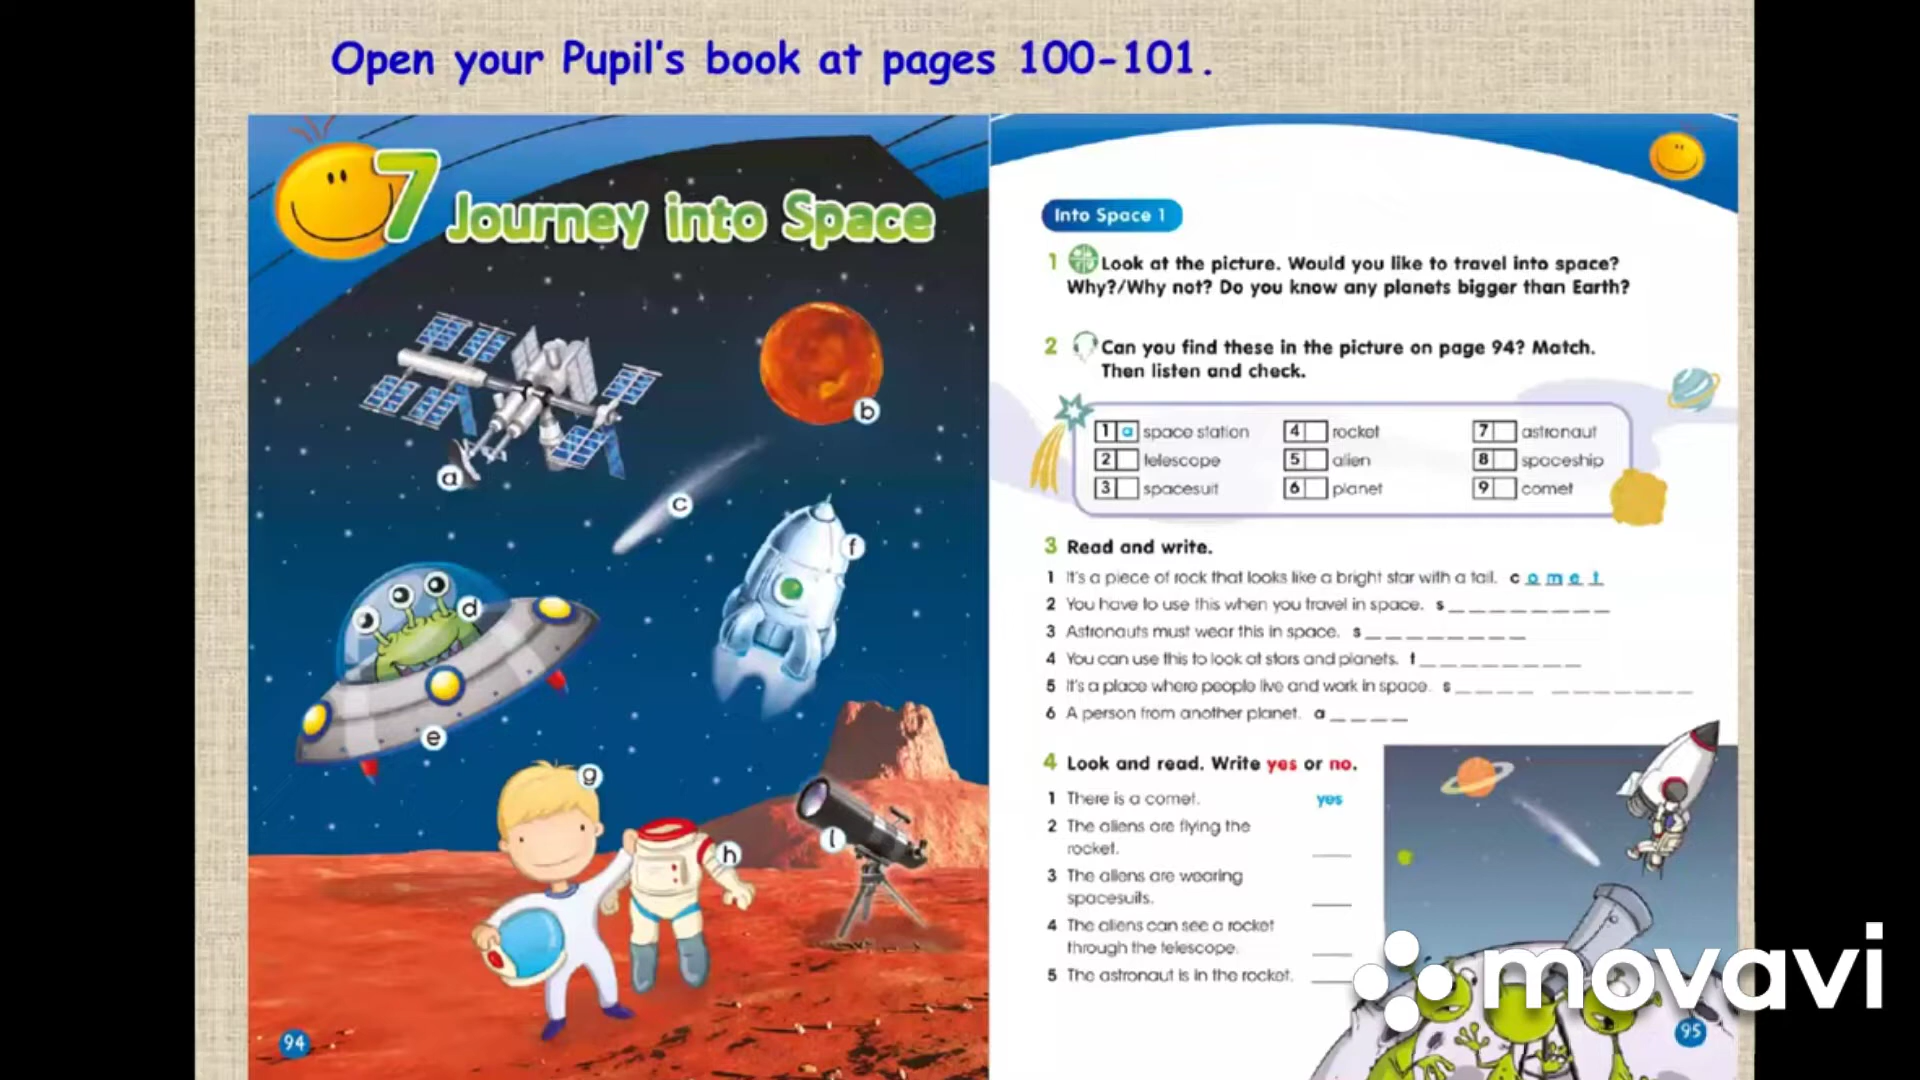 Open your Pupil's book at pages 100-101.
7 Journey into Space
a
b
c
d
e
f
g
h
l
94
Into Space 1
1 Look at the picture. Would you like to travel into space?
Why?/Why not? Do you know any planets bigger than Earth?
2 Can you find these in the picture on page 94? Match.
Then listen and check.
1 a space station 4 rocket 7 astronaut
2 telescope 5 alien 8 spaceship
3 spacesuit 6 planet 9 comet
3 Read and write.
1 It's a piece of rock that looks like a bright star with a tail. c o m e t
2 You have to use this when you travel in space. s _ _ _ _ _ _ _ _
3 Astronauts must wear this in space. s _ _ _ _ _ _ _ _
4 You can use this to look at stars and planets. t _ _ _ _ _ _ _ _
5 It's a place where people live and work in space. s _ _ _ _ _ _ _ _ _ _ _
6 A person from another planet. a _ _ _ _
4 Look and read. Write yes or no.
1 There is a comet. yes
2 The aliens are flying the
rocket. ____
3 The aliens are wearing
spacesuits. ____
4 The aliens can see a rocket
through the telescope. ____
5 The astronaut is in the rocket. ____
movavi
95